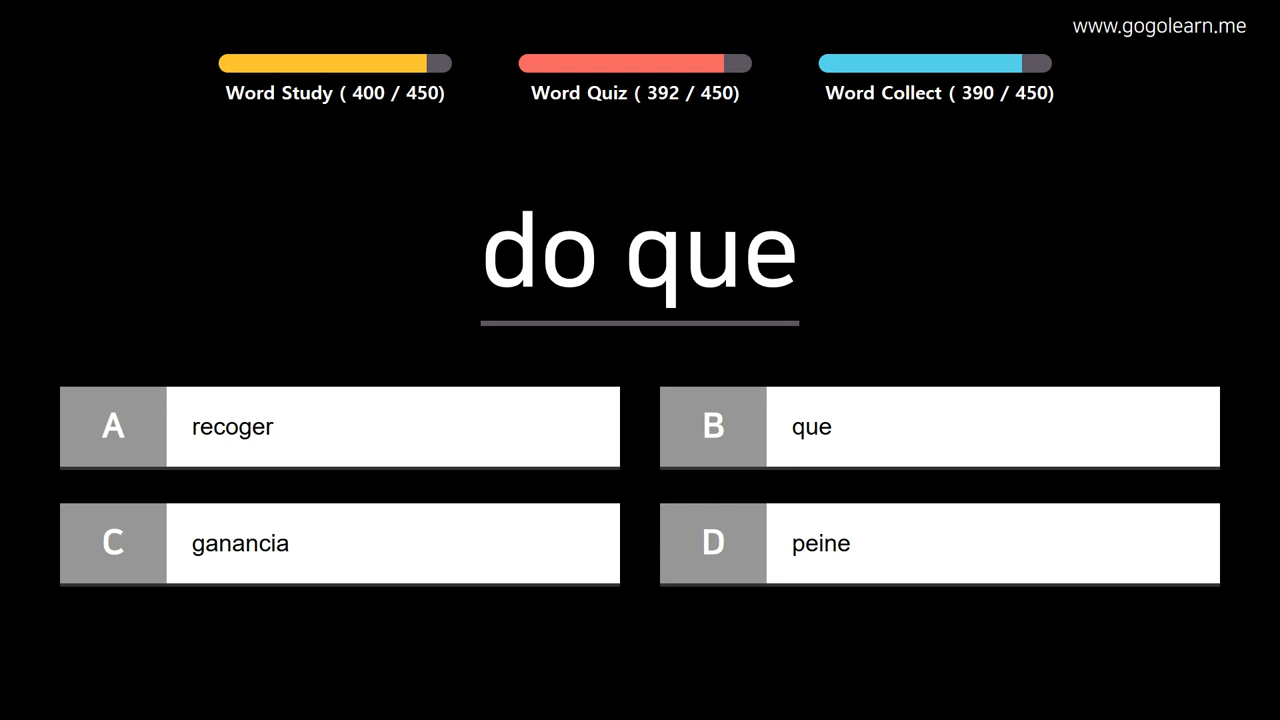 www.gogolearn.me
Word Study ( 400 / 450)
Word Quiz ( 392 / 450)
Word Collect ( 390 / 450)
do que
A recoger
B que
C ganancia
D peine